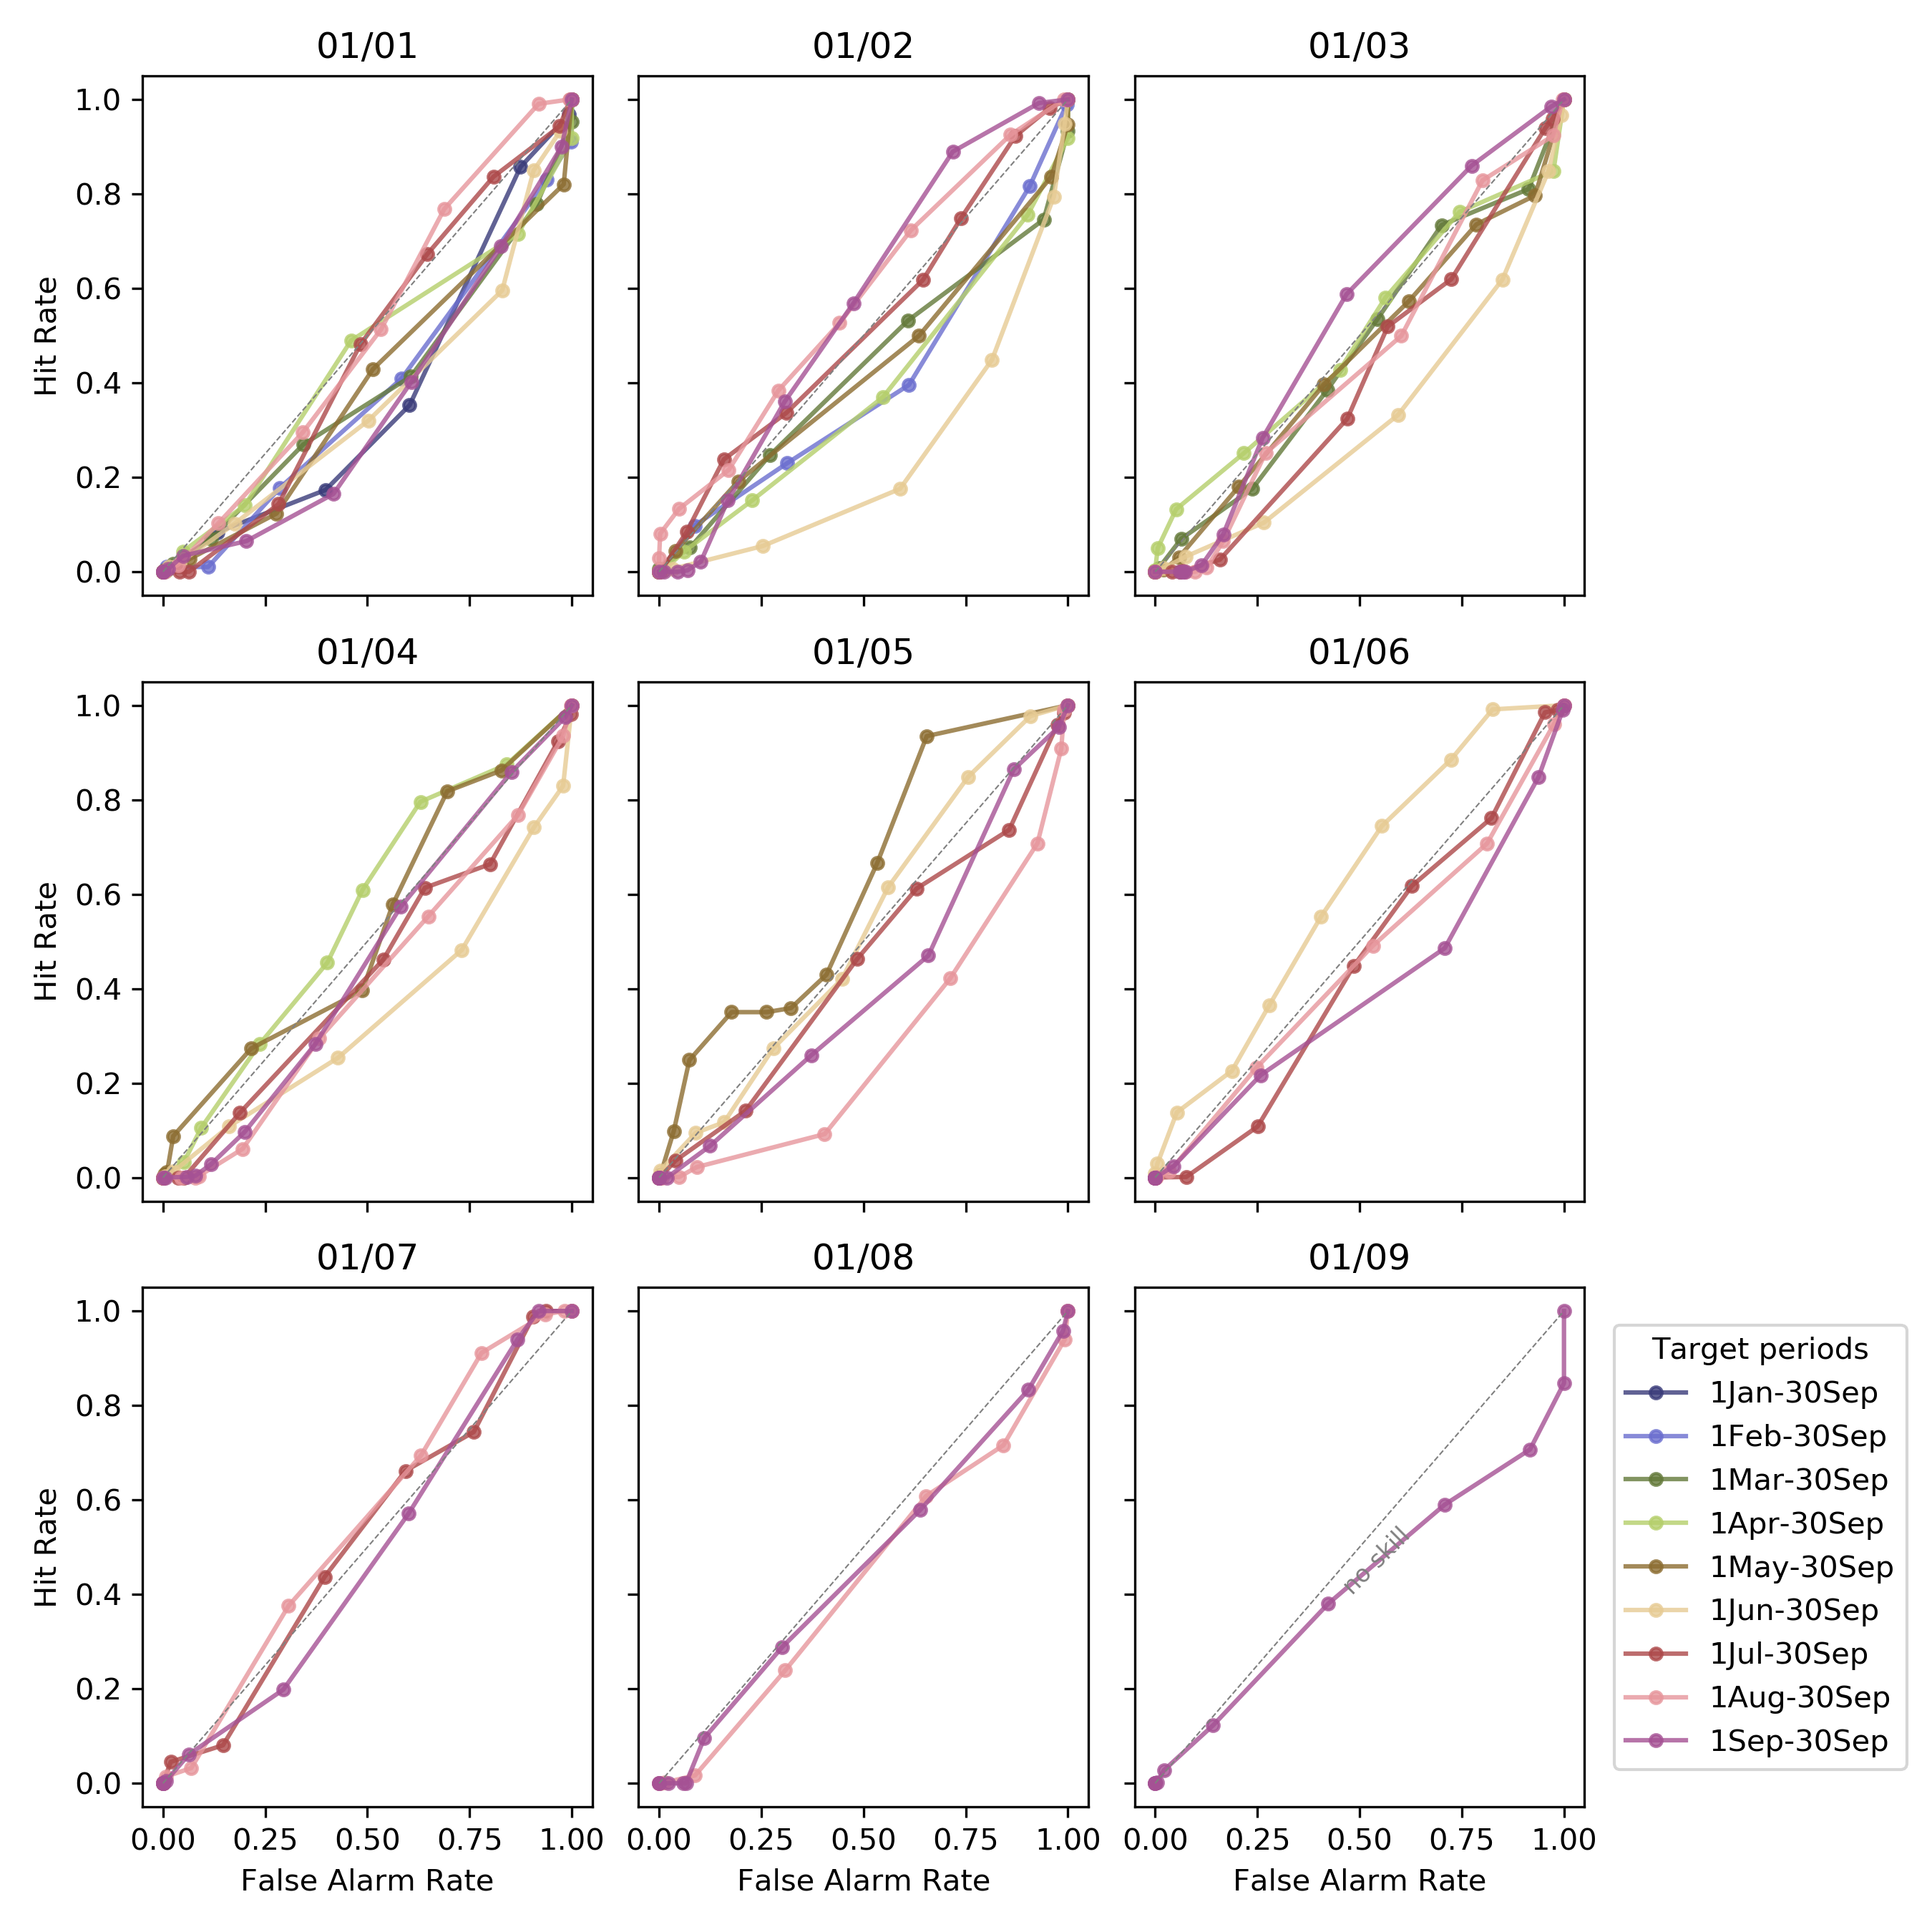 01/01
01/02
01/03
1.0
0.8
0.6
0.4
0.2
0.0
Hit Rate
01/04
01/05
01/06
1.0
0.8
0.6
0.4
0.2
0.0
Hit Rate
01/07
01/08
01/09
1.0
0.8
0.6
0.4
0.2
0.0
Hit Rate
no skill
0.00 0.25 0.50 0.75 1.00
0.00 0.25 0.50 0.75 1.00
0.00 0.25 0.50 0.75 1.00
False Alarm Rate
False Alarm Rate
False Alarm Rate
Target periods
1Jan-30Sep
1Feb-30Sep
1Mar-30Sep
1Apr-30Sep
1May-30Sep
1Jun-30Sep
1Jul-30Sep
1Aug-30Sep
1Sep-30Sep